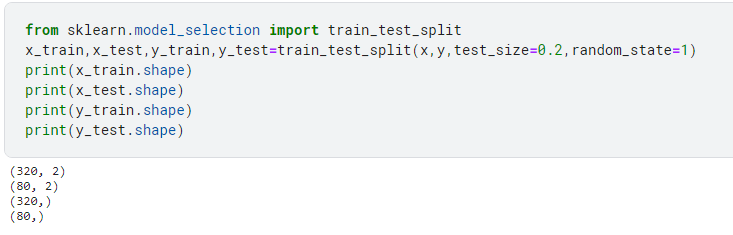 from sklearn.model_selection import train_test_split
x_train,x_test,y_train,y_test=train_test_split(x,y,test_size=0.2,random_state=1)
print(x_train.shape)
print(x_test.shape)
print(y_train.shape)
print(y_test.shape)
(320, 2)
(80, 2)
(320,)
(80,)